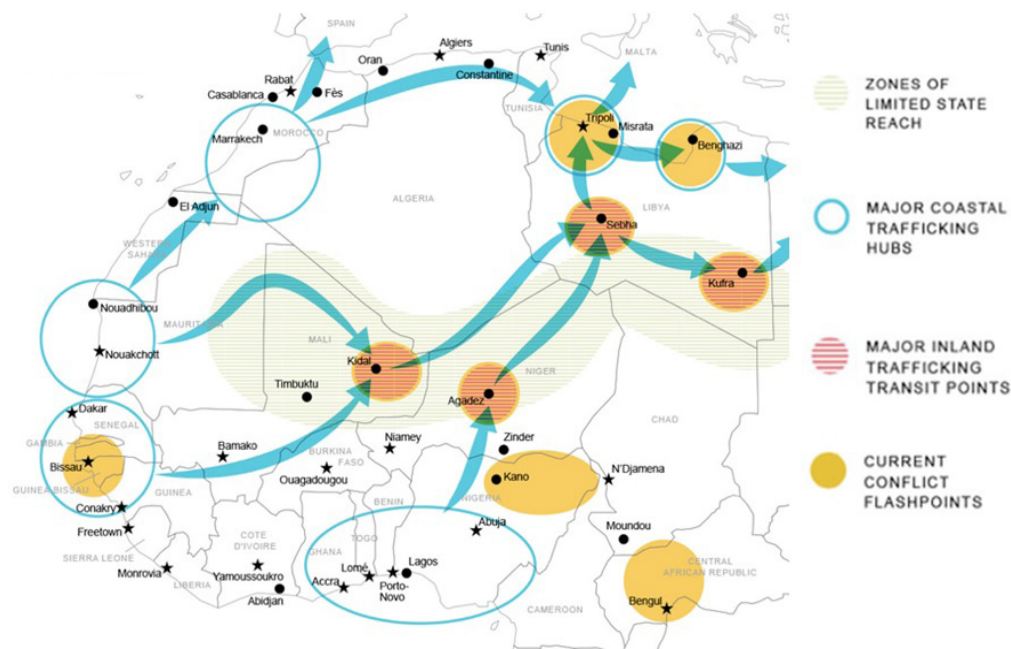 SPAIN
Algiers
Tunis
MALTA
Oran
Constantine
Rabat
Casablanca
Fès
TUNISIA
Tripoli
Misrata
Marrakech
MOROCCO
Benghazi
ALGERIA
El Adjun
LIBYA
Sebha
WESTERN
SAHARA
Kufra
Nouadhibou
MAURITANIA
MALI
Nouakchott
Kidal
NIGER
Timbuktu
Agadez
Dakar
SENEGAL
CHAD
GAMBIA
Bamako
BURKINA
FASO
Niamey
Zinder
Bissau
Ouagadougou
Kano
N'Djamena
GUINEA-BISSAU
GUINEA
BENIN
NIGERIA
Conakry
Abuja
Moundou
Freetown
COTE
D'IVOIRE
GHANA
TOGO
SIERRA LEONE
Lomé
Lagos
CENTRAL
AFRICAN REPUBLIC
Monrovia
Yamoussoukro
Accra
Porto-
Novo
LIBERIA
Abidjan
Bengul
CAMEROON
ZONES OF
LIMITED STATE
REACH
MAJOR COASTAL
TRAFFICKING
HUBS
MAJOR INLAND
TRAFFICKING
TRANSIT POINTS
CURRENT
CONFLICT
FLASHPOINTS